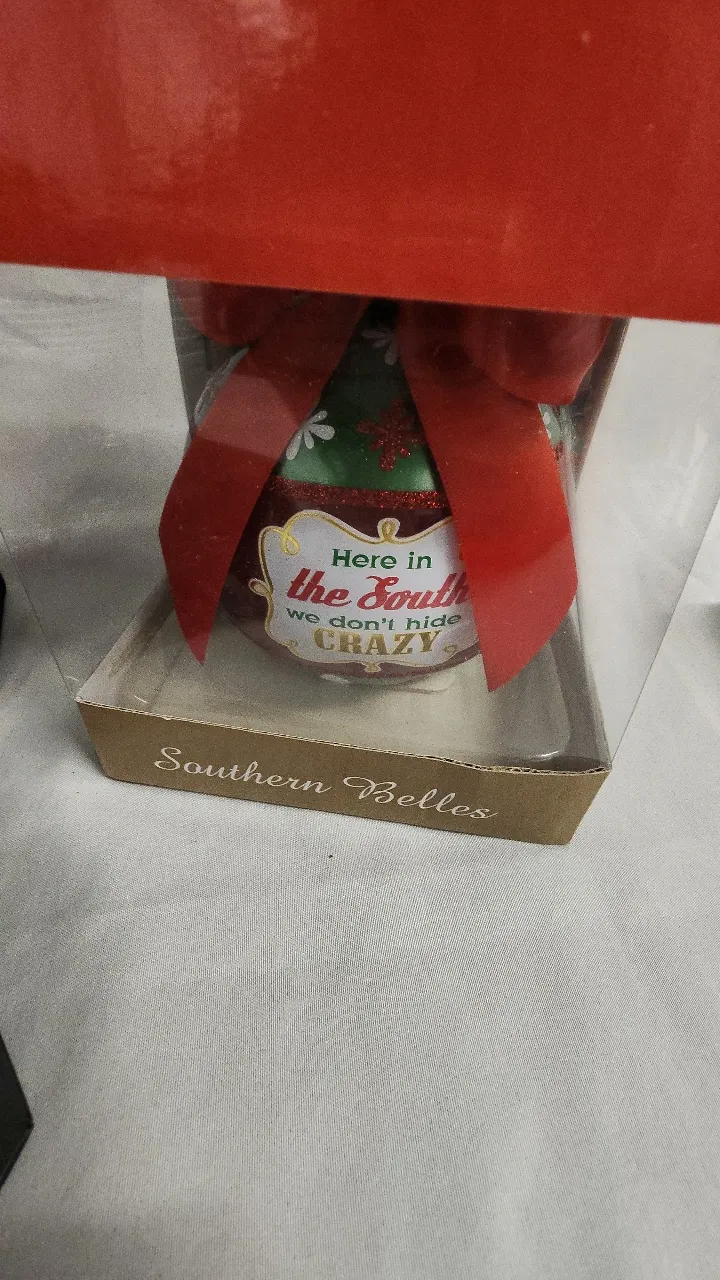 Here in
the South
we don't hide
CRAZY
Southern Belles